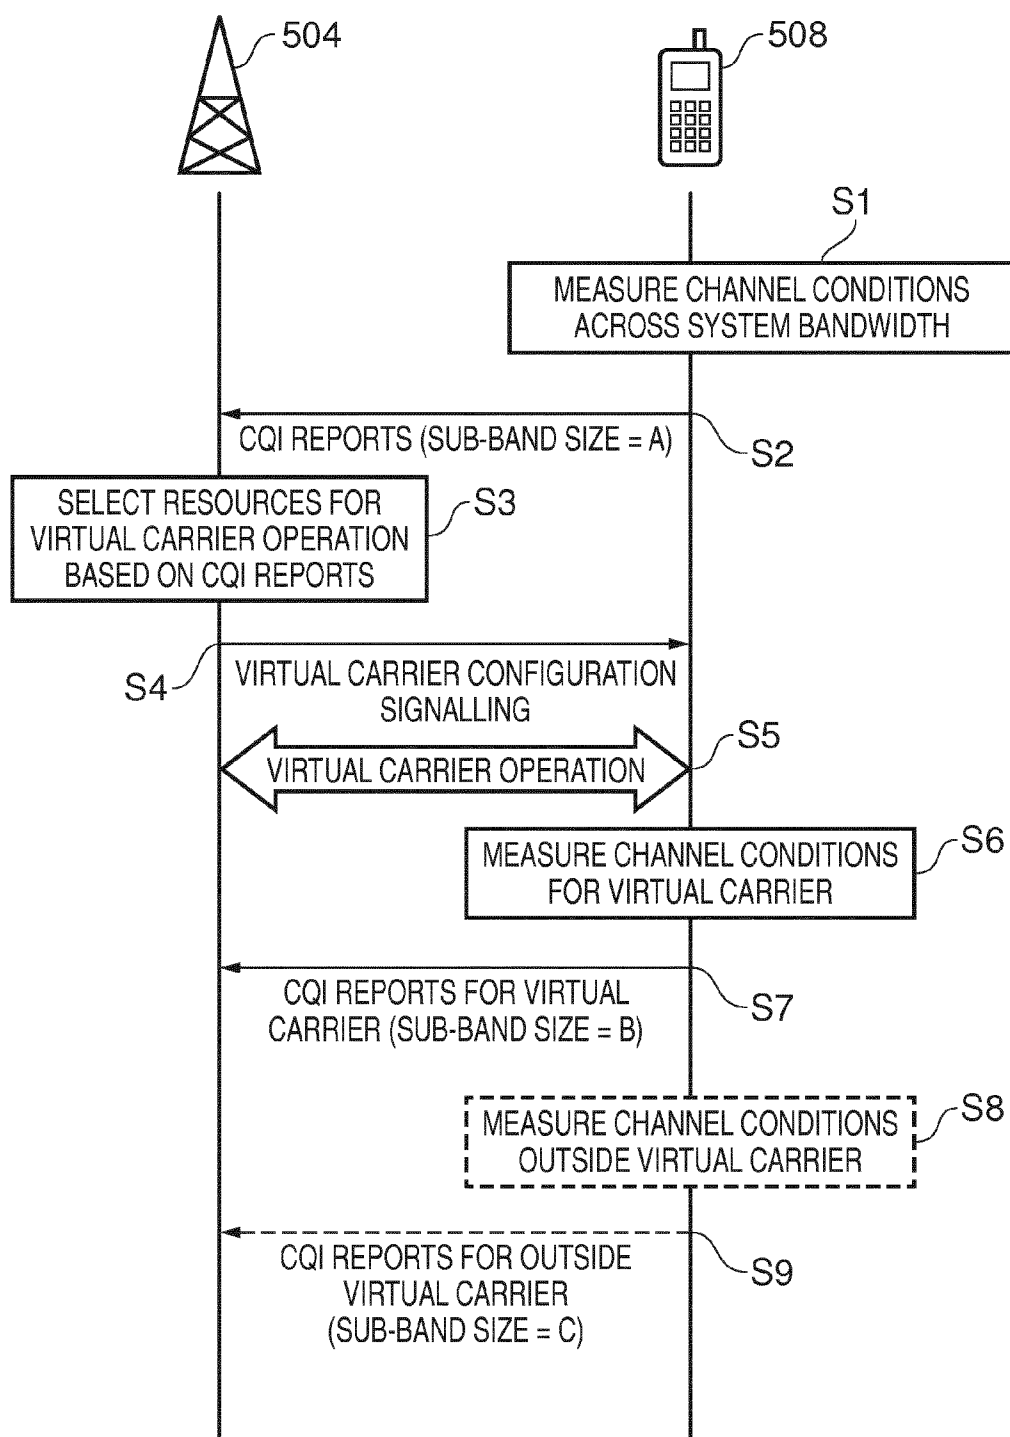 504
508
S1
MEASURE CHANNEL CONDITIONS
ACROSS SYSTEM BANDWIDTH
CQI REPORTS (SUB-BAND SIZE = A)
S2
SELECT RESOURCES FOR
VIRTUAL CARRIER OPERATION
BASED ON CQI REPORTS
S3
S4
VIRTUAL CARRIER CONFIGURATION
SIGNALLING
S5
VIRTUAL CARRIER OPERATION
MEASURE CHANNEL CONDITIONS
FOR VIRTUAL CARRIER
S6
CQI REPORTS FOR VIRTUAL
CARRIER (SUB-BAND SIZE = B)
S7
MEASURE CHANNEL CONDITIONS
OUTSIDE VIRTUAL CARRIER
S8
CQI REPORTS FOR OUTSIDE
VIRTUAL CARRIER
(SUB-BAND SIZE = C)
S9